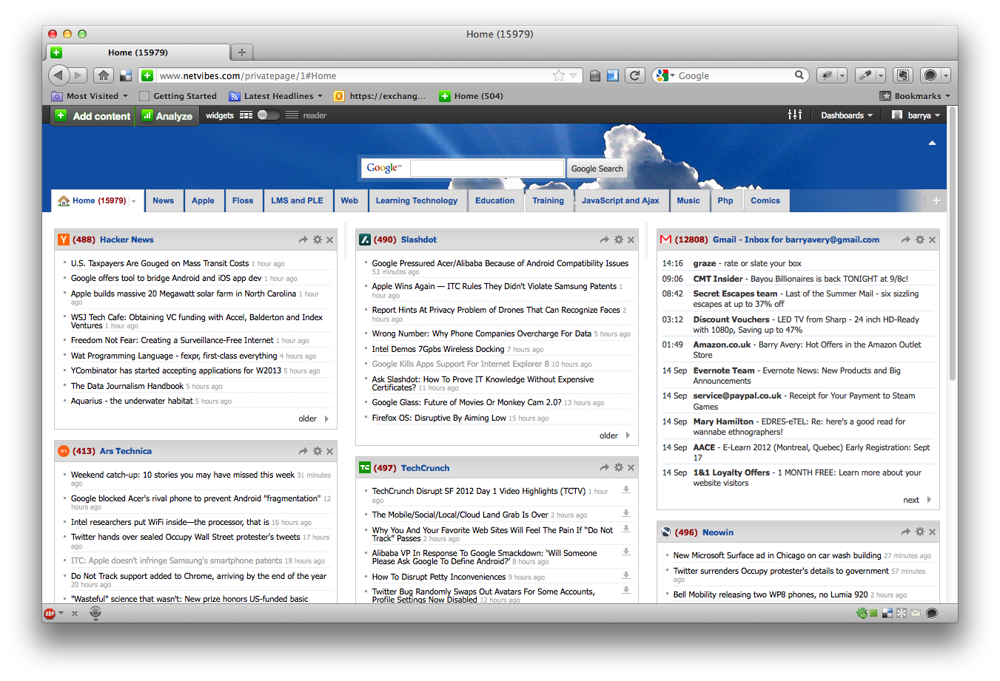 Home (15979)
Home (15979)
www.netvibes.com/privatepage/1#Home
Google
Most Visited
Getting Started
Latest Headlines
https://exchang...
Home (504)
Bookmarks
Add content
Analyze
widgets
reader
Dashboards
barrya
Google™
Google Search
Home (15979)
News
Apple
Floss
LMS and PLE
Web
Learning Technology
Education
Training
JavaScript and Ajax
Music
Php
Comics
(488) Hacker News
U.S. Taxpayers Are Gouged on Mass Transit Costs 1 hour ago
Google offers tool to bridge Android and iOS app dev 1 hour ago
Apple builds massive 20 Megawatt solar farm in North Carolina 1 hour
ago
WSJ Tech Cafe: Obtaining VC funding with Accel, Balderton and Index
Ventures 1 hour ago
Freedom Not Fear: Creating a Surveillance-Free Internet 1 hour ago
Wat Programming Language - fexpr, first-class everything 4 hours ago
YCombinator has started accepting applications for W2013 5 hours ago
The Data Journalism Handbook 5 hours ago
Aquarius - the underwater habitat 5 hours ago
older
ars
(413) Ars Technica
Weekend catch-up: 10 stories you may have missed this week 31 minutes
ago
Google blocked Acer's rival phone to prevent Android "fragmentation" 12
hours ago
Intel researchers put WiFi inside—the processor, that is 16 hours ago
Twitter hands over sealed Occupy Wall Street protester's tweets 17 hours
ago
ITC: Apple doesn't infringe Samsung's smartphone patents 18 hours ago
Do Not Track support added to Chrome, arriving by the end of the year
20 hours ago
"Wasteful" science that wasn't: New prize honors US-funded basic
(490) Slashdot
Google Pressured Acer/Alibaba Because of Android Compatibility Issues
53 minutes ago
Apple Wins Again — ITC Rules They Didn't Violate Samsung Patents 1
hour ago
Report Hints At Privacy Problem of Drones That Can Recognize Faces 2
hours ago
Wrong Number: Why Phone Companies Overcharge For Data 5 hours ago
Intel Demos 7Gpbs Wireless Docking 7 hours ago
Google Kills Apps Support For Internet Explorer 8 10 hours ago
Ask Slashdot: How To Prove IT Knowledge Without Expensive
Certificates? 11 hours ago
Google Glass: Future of Movies Or Monkey Cam 2.0? 13 hours ago
Firefox OS: Disruptive By Aiming Low 15 hours ago
older
TC
(497) TechCrunch
TechCrunch Disrupt SF 2012 Day 1 Video Highlights (TCTV) 1 hour
ago
The Mobile/Social/Local/Cloud Land Grab Is Over 2 hours ago
Why You And Your Favorite Web Sites Will Feel The Pain If “Do Not
Track” Passes 2 hours ago
Alibaba VP In Response To Google Smackdown: ‘Will Someone
Please Ask Google To Define Android?’ 8 hours ago
How To Disrupt Petty Inconveniences 9 hours ago
Twitter Bug Randomly Swaps Out Avatars For Some Accounts,
Profile Settings Now Disabled 12 hours ago
(12808) Gmail - Inbox for barryavery@gmail.com
14:16 graze - rate or slate your box
09:06 CMT Insider - Bayou Billionaires is back TONIGHT at 9/8c!
08:42 Secret Escapes team - Last of the Summer Mail - six sizzling
escapes at up to 37% off
03:12 Discount Vouchers - LED TV from Sharp - 24 inch HD-Ready
with 1080p, Saving up to 47%
01:49 Amazon.co.uk - Barry Avery: Hot Offers in the Amazon Outlet
Store
14 Sep Evernote Team - Evernote News: New Products and Big
Announcements
14 Sep service@paypal.co.uk - Receipt for Your Payment to Steam
Games
14 Sep Mary Hamilton - EDRES-eTEL: Re: here's a good read for
wannabe ethnographers!
14 Sep AACE - E-Learn 2012 (Montreal, Quebec) Early Registration: Sept
17
14 Sep 1&1 Loyalty Offers - 1 MONTH FREE: Learn more about your
website visitors
next
(496) Neowin
New Microsoft Surface ad in Chicago on car wash building 27 minutes ago
Twitter surrenders Occupy protester's details to government 57 minutes
ago
Bell Mobility releasing two WP8 phones, no Lumia 920 2 hours ago
ABP